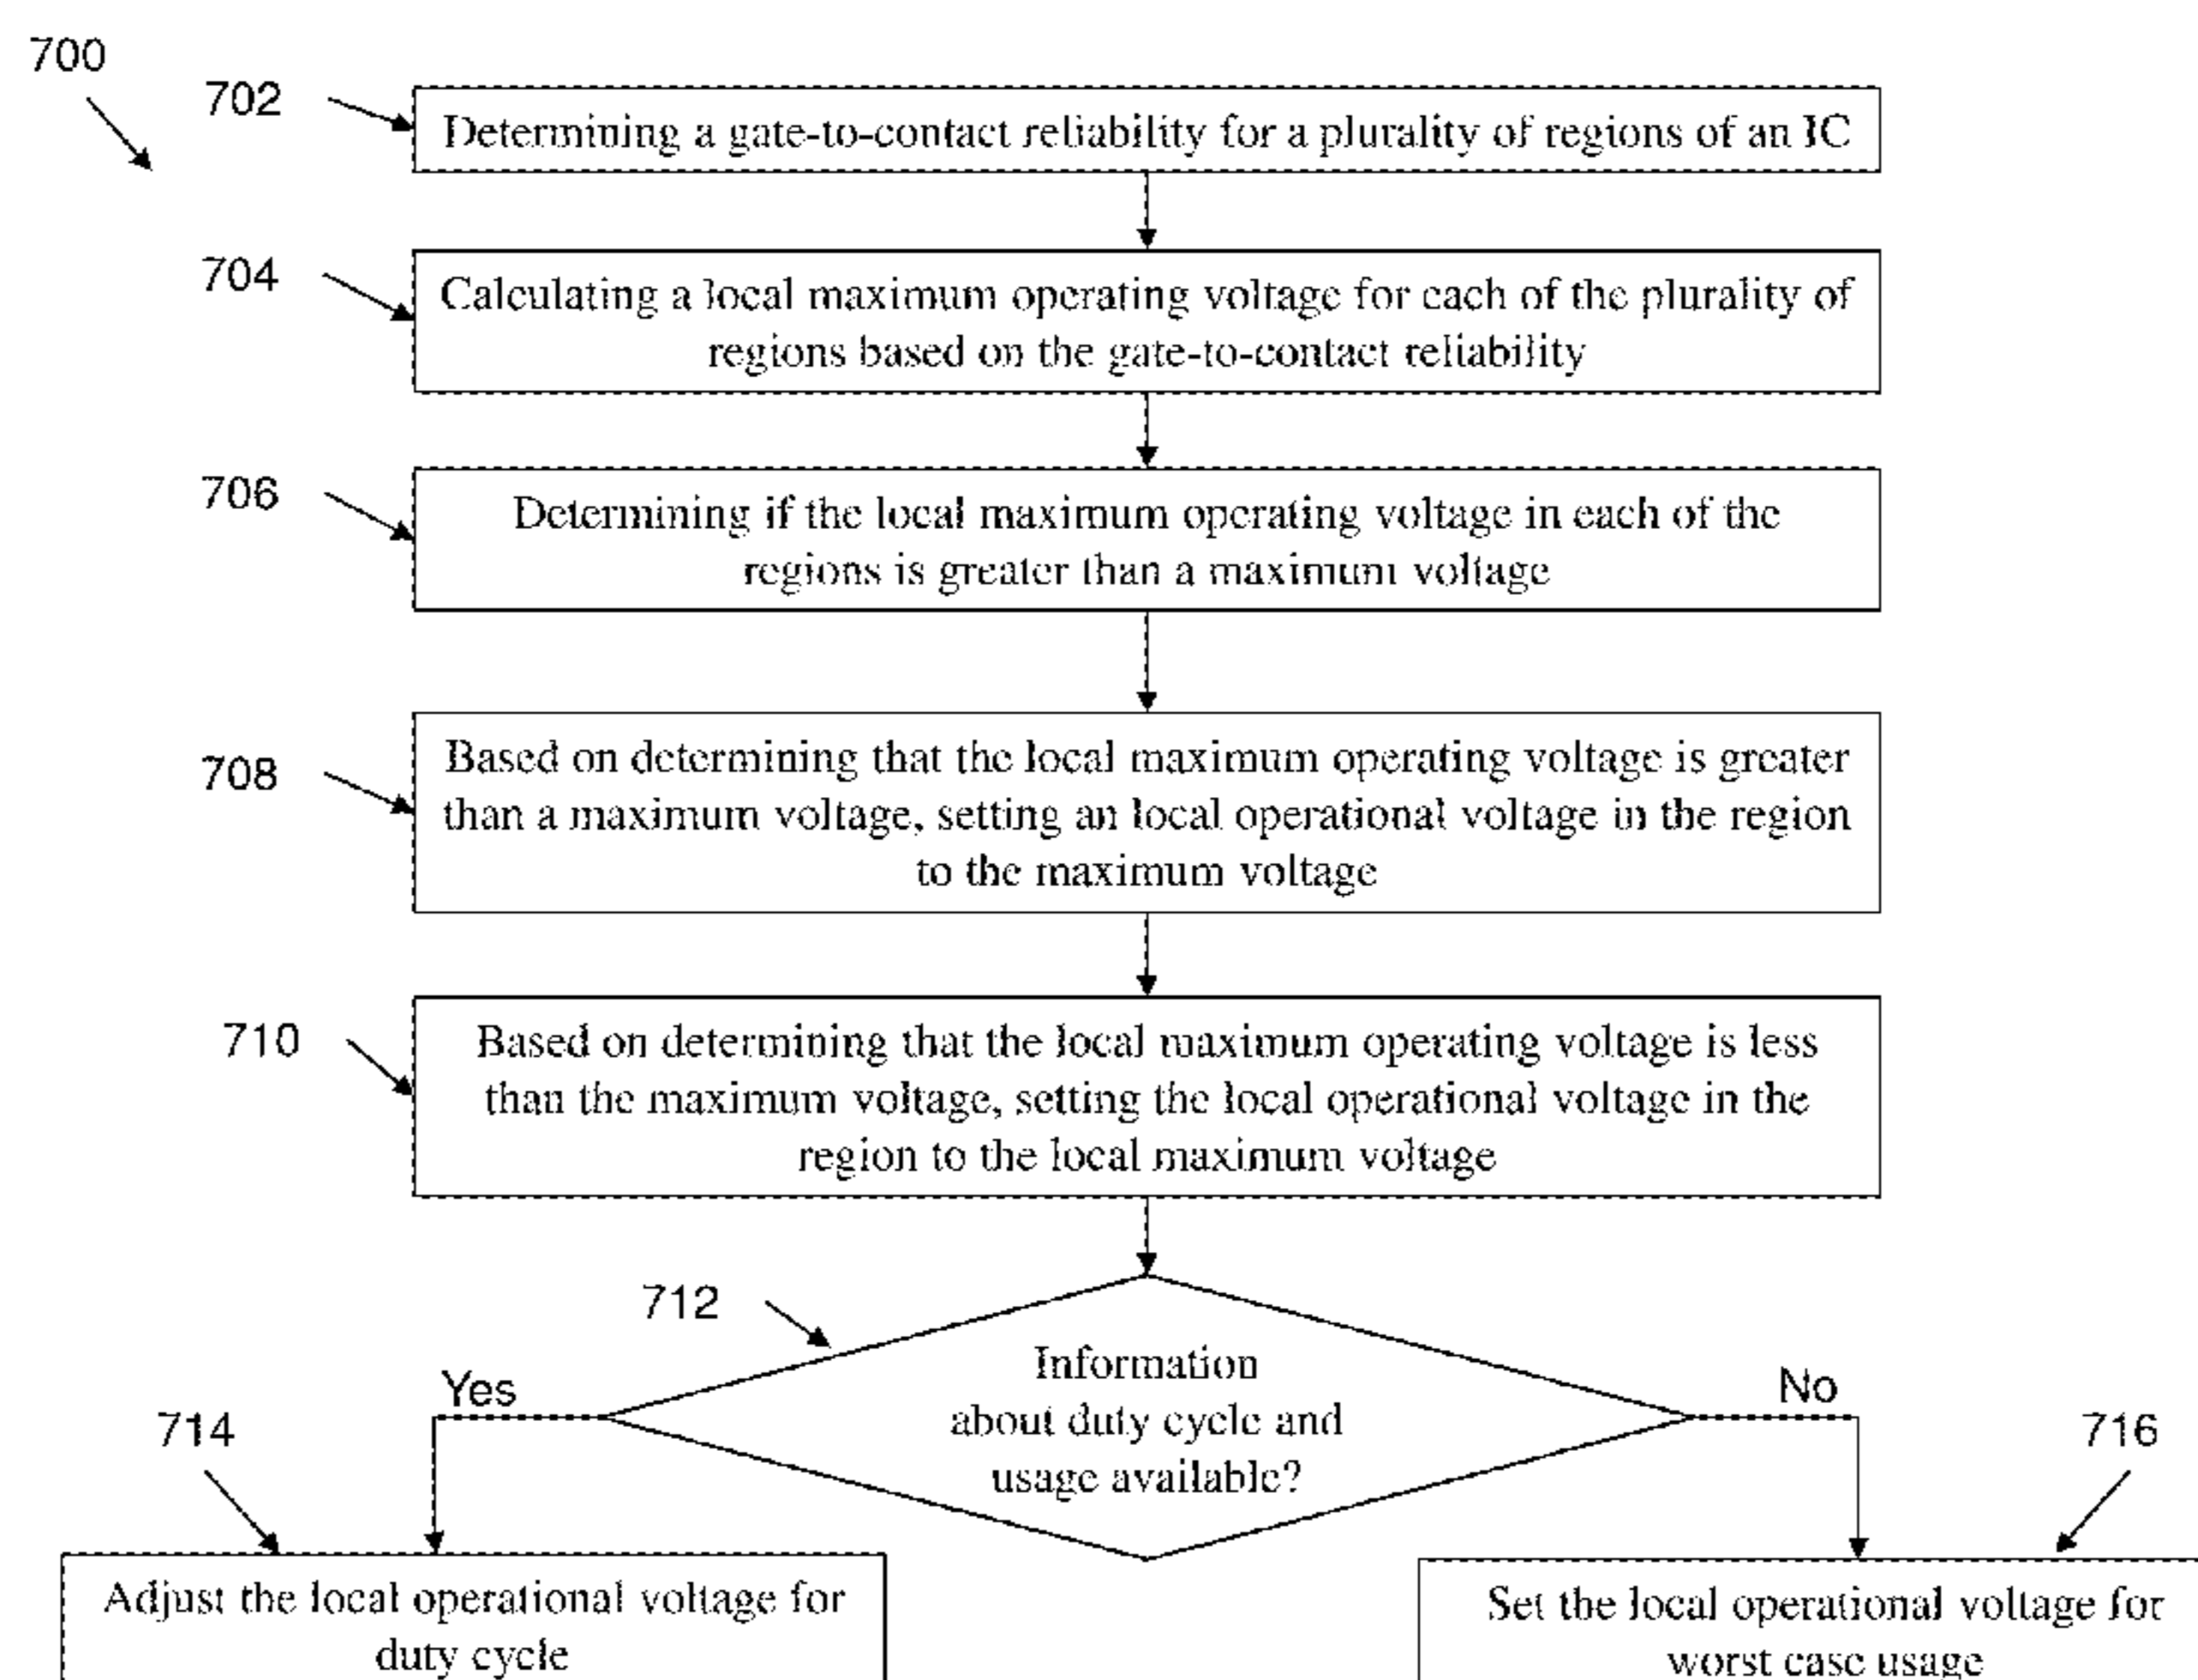 700
702
Determining a gate-to-contact reliability for a plurality of regions of an IC
704
Calculating a local maximum operating voltage for each of the plurality of
regions based on the gate-to-contact reliability
706
Determining if the local maximum operating voltage in each of the
regions is greater than a maximum voltage
708
Based on determining that the local maximum operating voltage is greater
than a maximum voltage, setting an local operational voltage in the region
to the maximum voltage
710
Based on determining that the local maximum operating voltage is less
than the maximum voltage, setting the local operational voltage in the
region to the local maximum voltage
712
Information
about duty cycle and
usage available?
Yes
No
714
716
Adjust the local operational voltage for
duty cycle
Set the local operational voltage for
worst case usage